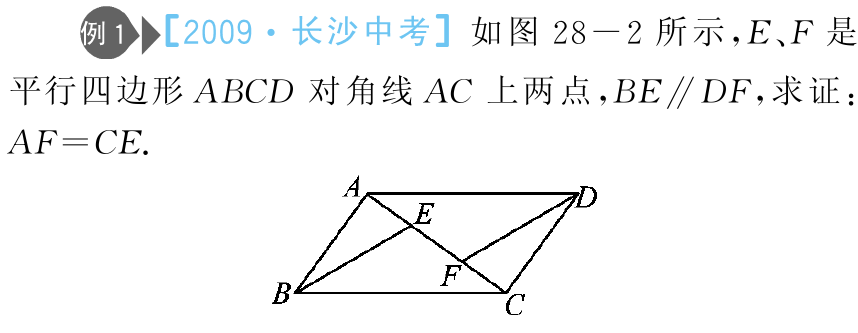 例1 [2009·长沙中考] 如图 28－2 所示,E、F 是
平行四边形 ABCD 对角线 AC 上两点,BE∥DF,求证:
AF=CE.
A
D
E
F
B
C